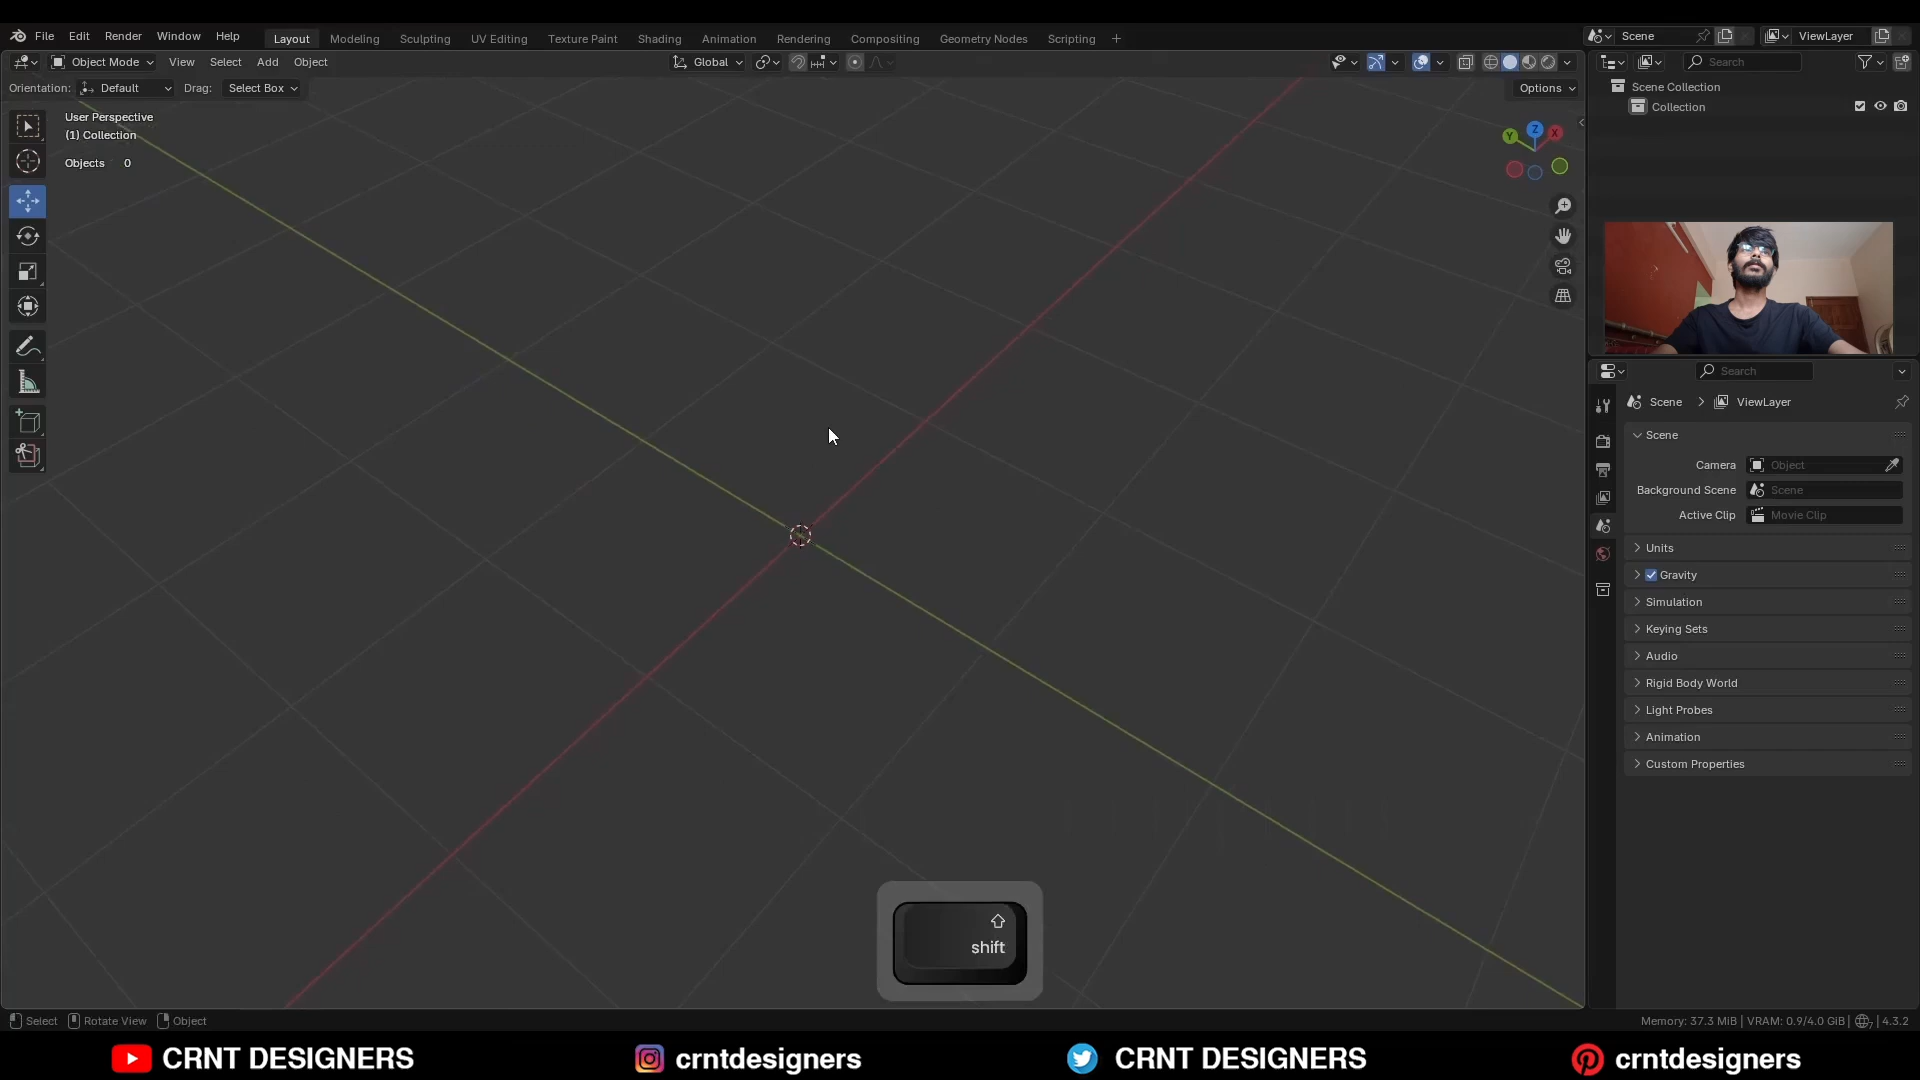 File Edit Render Window Help
Layout Modeling Sculpting UV Editing Texture Paint Shading Animation Rendering Compositing Geometry Nodes Scripting
Scene
ViewLayer
Object Mode View Select Add Object
Global
Search
Orientation: Default Drag: Select Box
Options
Scene Collection
Collection
User Perspective
(1) Collection
Objects 0
Z
Y
X
Search
Scene
ViewLayer
Scene
Camera Object
Background Scene Scene
Active Clip Movie Clip
Units
Gravity
Simulation
Keying Sets
Audio
Rigid Body World
Light Probes
Animation
Custom Properties
shift
Select Rotate View Object
Memory: 37.3 MiB | VRAM: 0.9/4.0 GiB | 4.3.2
CRNT DESIGNERS
crntdesigners
CRNT DESIGNERS
crntdesigners